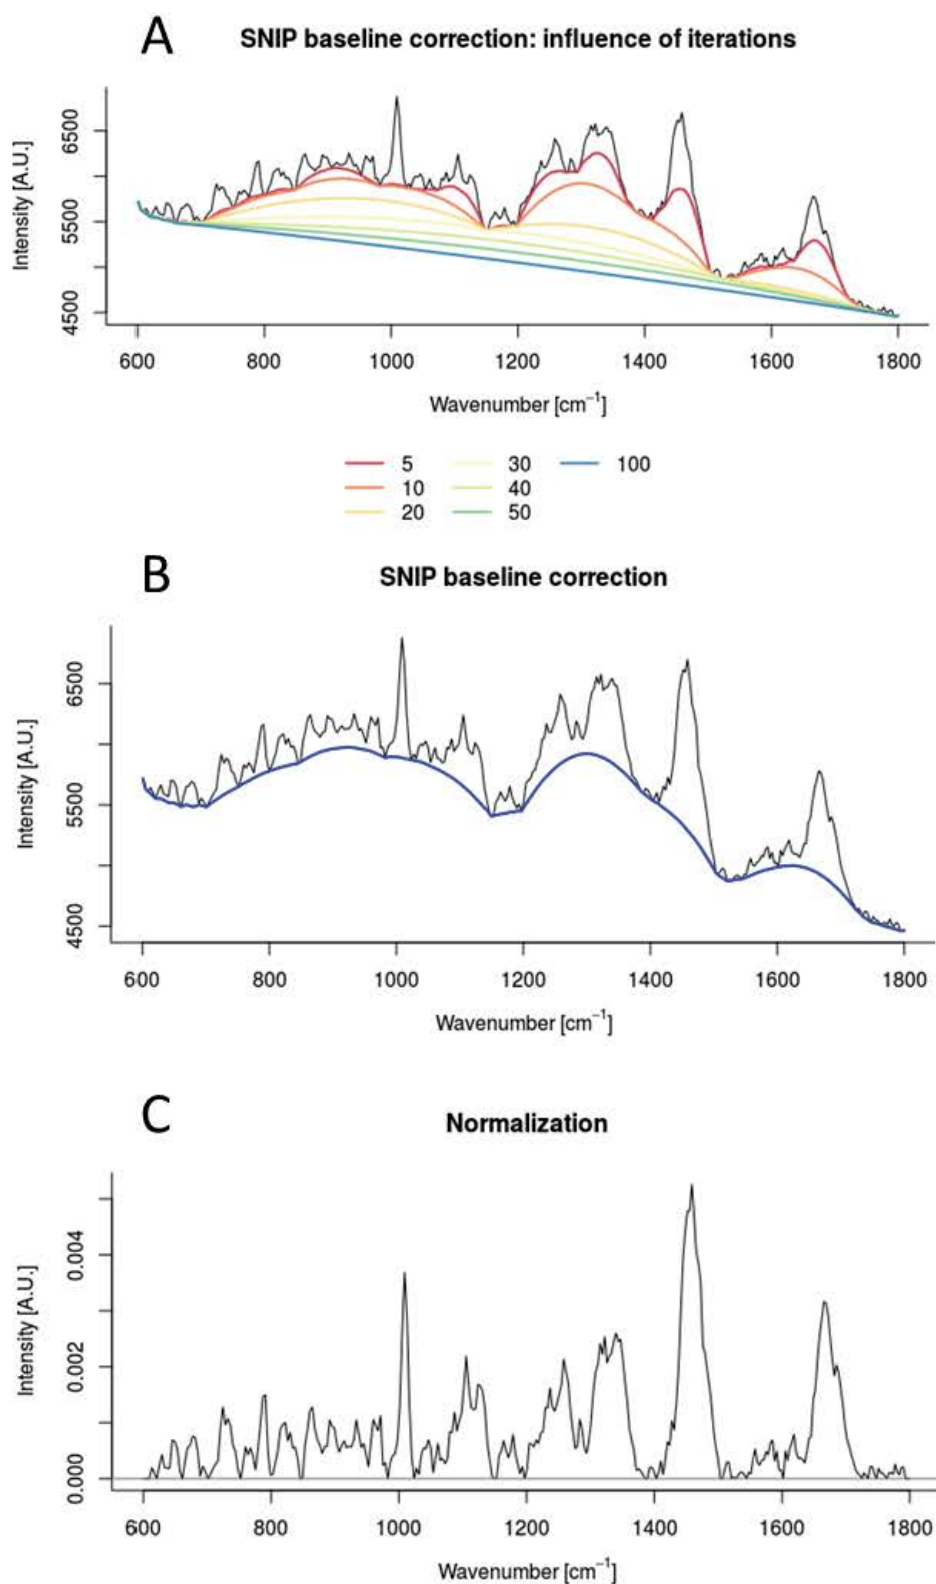 A
SNIP baseline correction: influence of iterations
Intensity [A.U.]
6500
5500
4500
600 800 1000 1200 1400 1600 1800
Wavenumber [cm⁻¹]
5 30 100
10 40
20 50
B
SNIP baseline correction
Intensity [A.U.]
6500
5500
4500
600 800 1000 1200 1400 1600 1800
Wavenumber [cm⁻¹]
C
Normalization
Intensity [A.U.]
0.004
0.002
0.000
600 800 1000 1200 1400 1600 1800
Wavenumber [cm⁻¹]